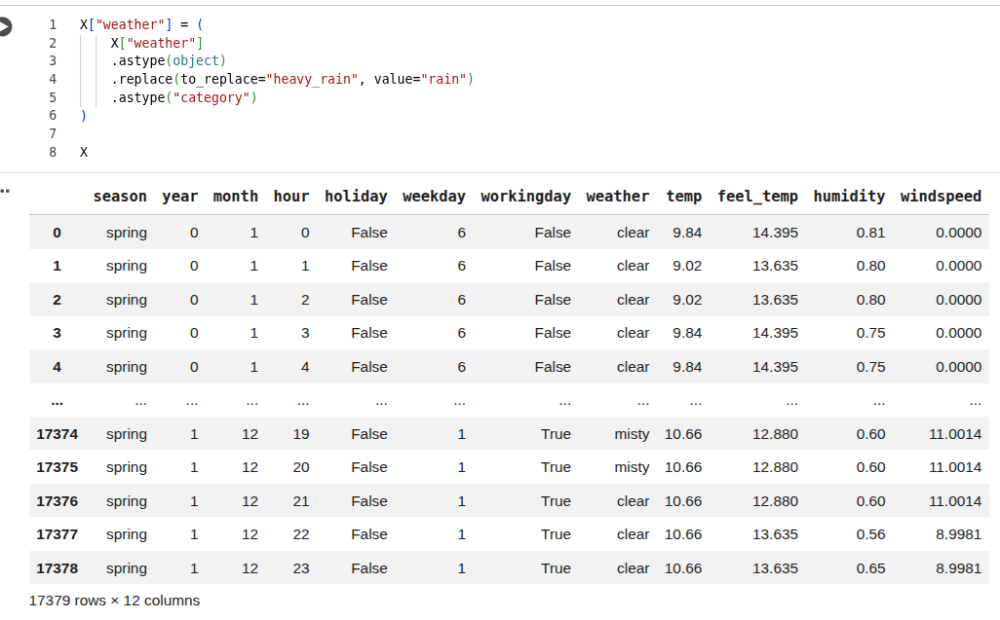 1 X["weather"] = (
2     X["weather"]
3     .astype(object)
4     .replace(to_replace="heavy_rain", value="rain")
5     .astype("category")
6 )
7
8 X
season year month hour holiday weekday workingday weather temp feel_temp humidity windspeed
0 spring 0 1 0 False 6 False clear 9.84 14.395 0.81 0.0000
1 spring 0 1 1 False 6 False clear 9.02 13.635 0.80 0.0000
2 spring 0 1 2 False 6 False clear 9.02 13.635 0.80 0.0000
3 spring 0 1 3 False 6 False clear 9.84 14.395 0.75 0.0000
4 spring 0 1 4 False 6 False clear 9.84 14.395 0.75 0.0000
... ... ... ... ... ... ... ... ... ... ... ... ...
17374 spring 1 12 19 False 1 True misty 10.66 12.880 0.60 11.0014
17375 spring 1 12 20 False 1 True misty 10.66 12.880 0.60 11.0014
17376 spring 1 12 21 False 1 True clear 10.66 12.880 0.60 11.0014
17377 spring 1 12 22 False 1 True clear 10.66 13.635 0.56 8.9981
17378 spring 1 12 23 False 1 True clear 10.66 13.635 0.65 8.9981
17379 rows × 12 columns